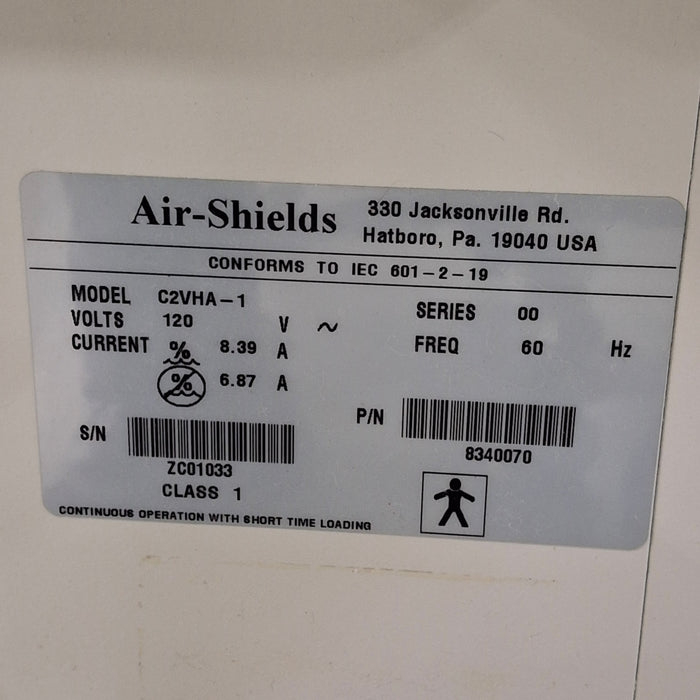 Air-Shields
330 Jacksonville Rd.
Hatboro, Pa. 19040 USA
CONFORMS TO IEC 601-2-19
MODEL C2VHA-1 SERIES 00
VOLTS 120 V ~ FREQ 60 Hz
CURRENT % 8.39 A
% 6.87 A
S/N ZC01033
P/N 8340070
CLASS 1
CONTINUOUS OPERATION WITH SHORT TIME LOADING